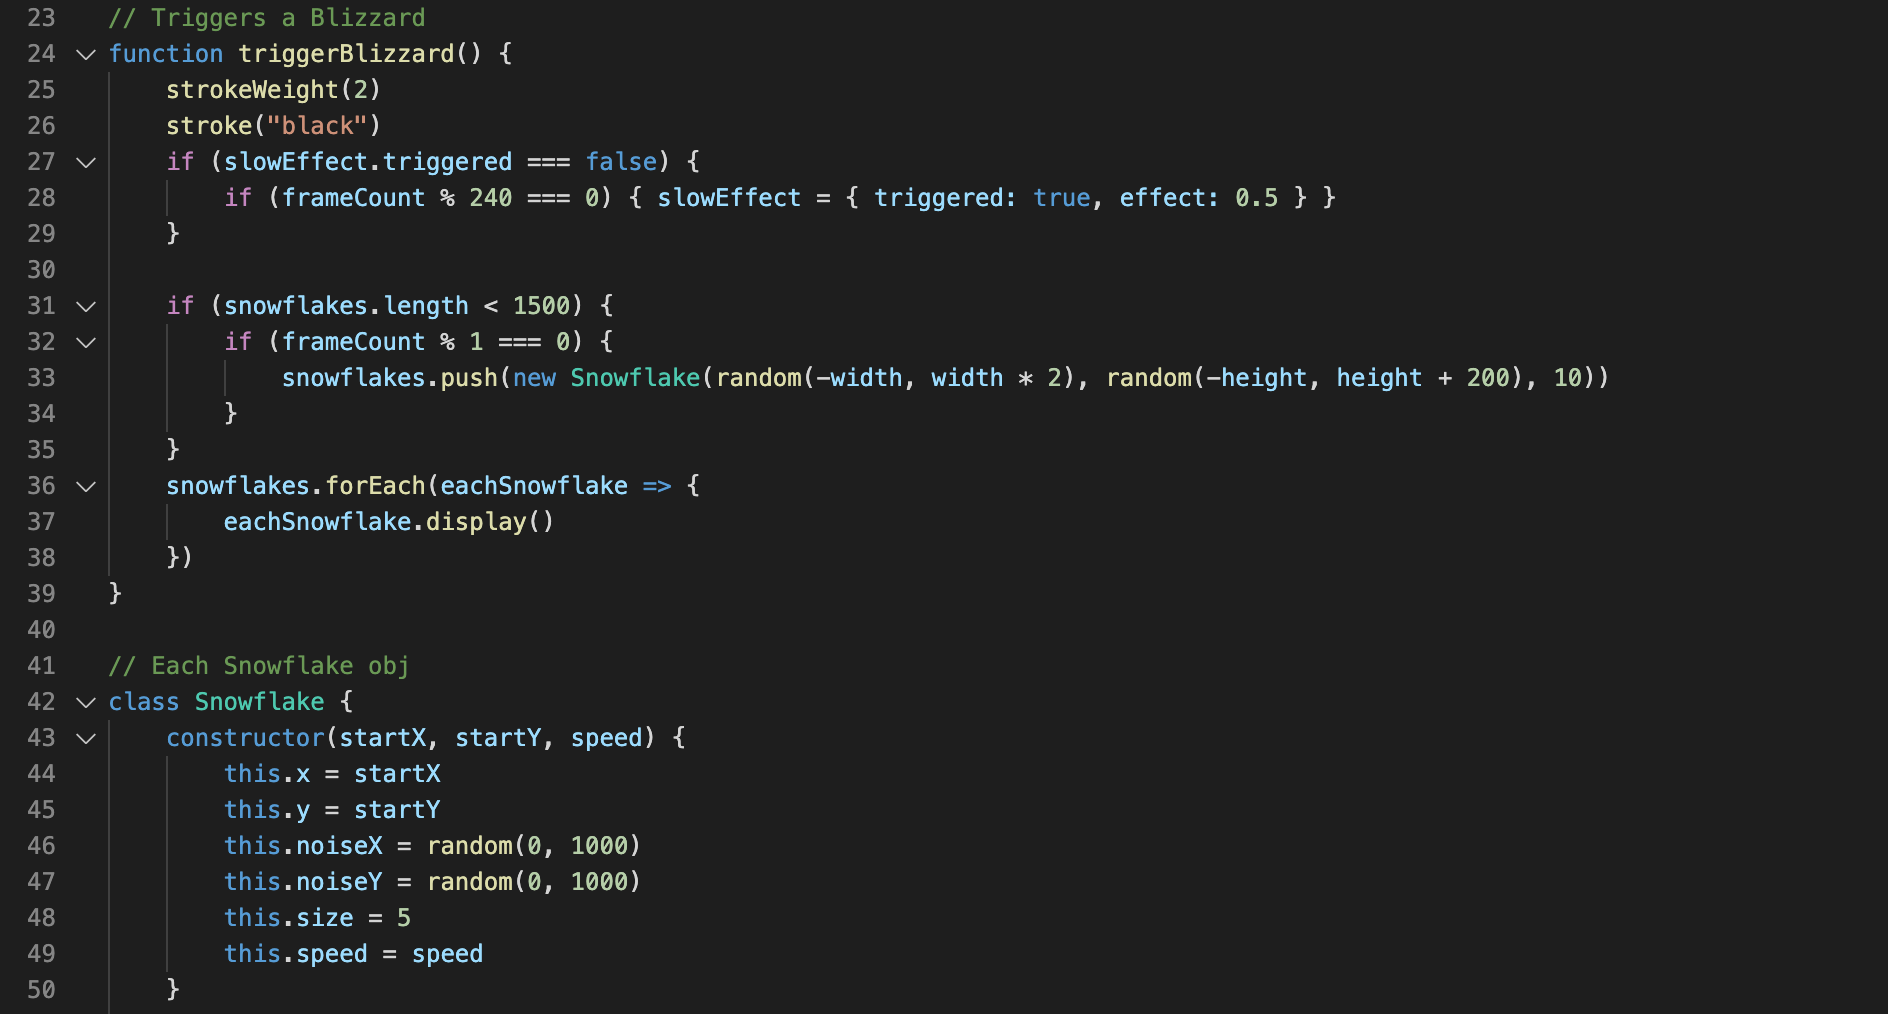 23 // Triggers a Blizzard
24 function triggerBlizzard() {
25     strokeWeight(2)
26     stroke("black")
27     if (slowEffect.triggered === false) {
28         if (frameCount % 240 === 0) { slowEffect = { triggered: true, effect: 0.5 } }
29     }
30
31     if (snowflakes.length < 1500) {
32         if (frameCount % 1 === 0) {
33             snowflakes.push(new Snowflake(random(-width, width * 2), random(-height, height + 200), 10))
34         }
35     }
36     snowflakes.forEach(eachSnowflake => {
37         eachSnowflake.display()
38     })
39 }
40
41 // Each Snowflake obj
42 class Snowflake {
43     constructor(startX, startY, speed) {
44         this.x = startX
45         this.y = startY
46         this.noiseX = random(0, 1000)
47         this.noiseY = random(0, 1000)
48         this.size = 5
49         this.speed = speed
50     }